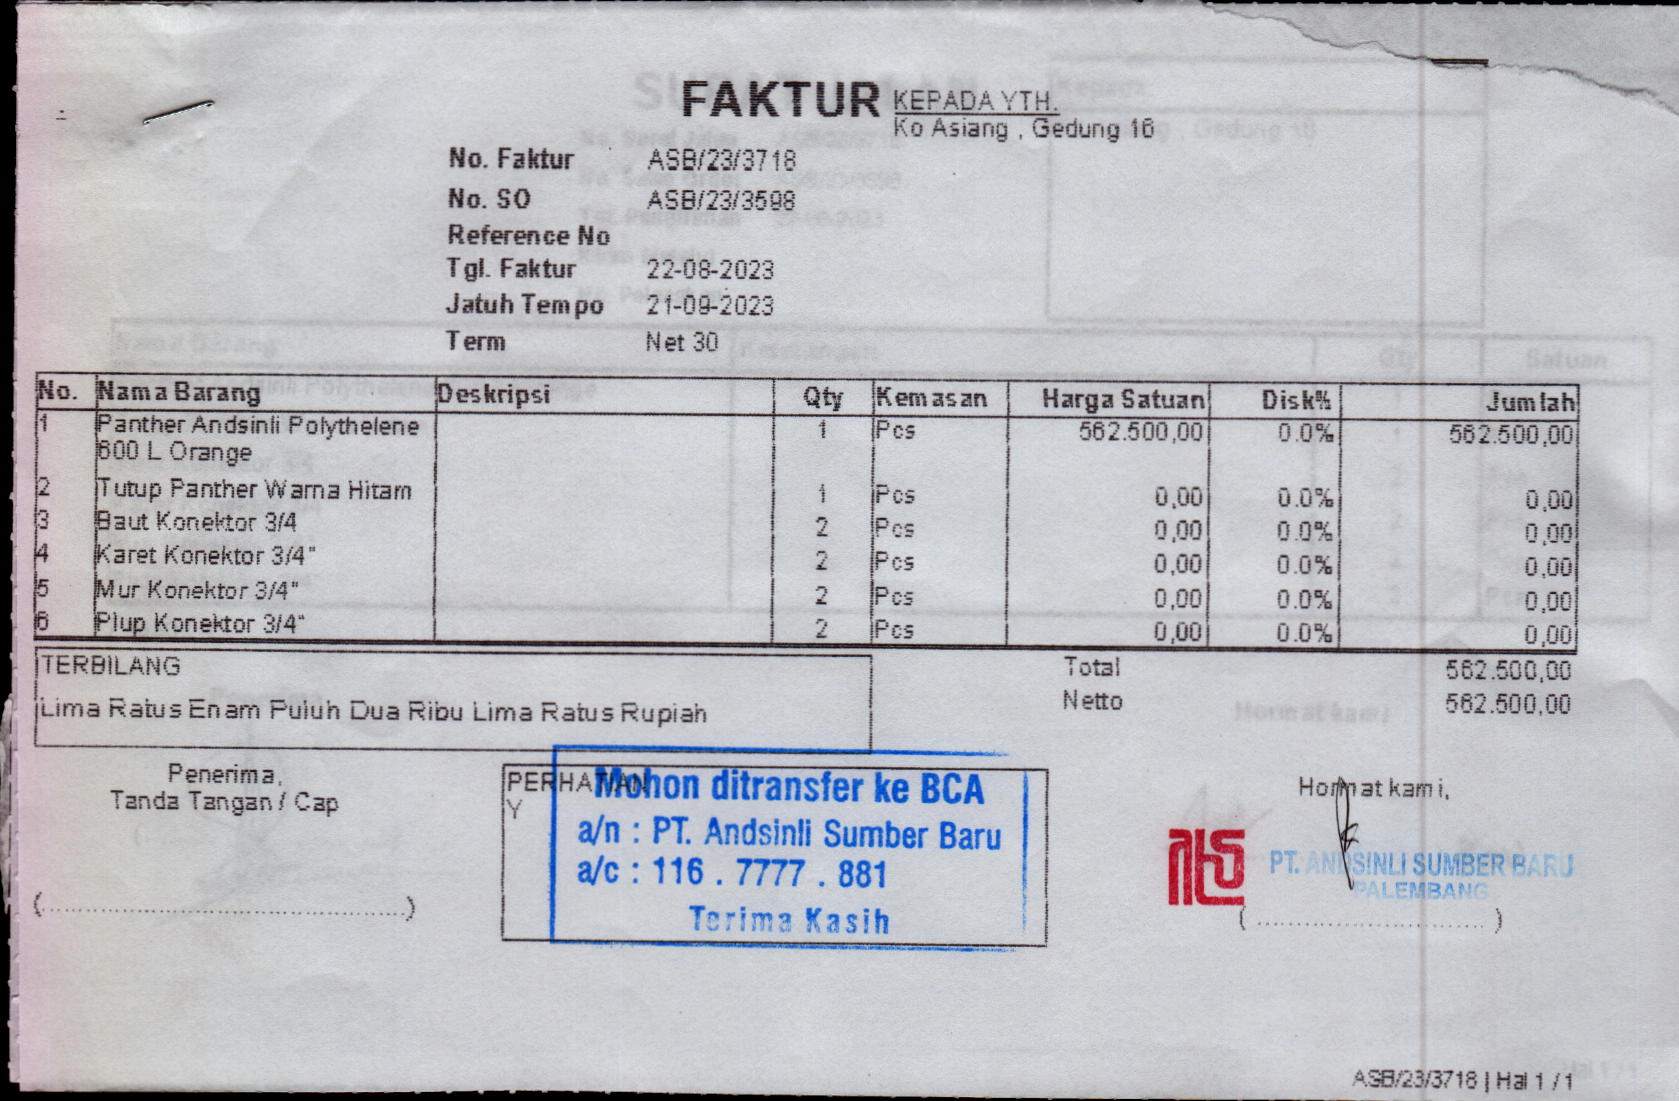 FAKTUR
KEPADA YTH.
Ko Asiang , Gedung 16
No. Faktur ASB/23/3718
No. SO ASB/23/3598
Reference No
Tgl. Faktur 22-08-2023
Jatuh Tempo 21-09-2023
Term Net 30
No. Nama Barang Deskripsi Qty Kemasan Harga Satuan Disk% Jumlah
1 Panther Andsinli Polythelene 1 Pcs 562.500,00 0.0% 562.500,00
600 L Orange
2 Tutup Panther Warna Hitam 1 Pcs 0,00 0.0% 0,00
3 Baut Konektor 3/4 2 Pcs 0,00 0.0% 0,00
4 Karet Konektor 3/4" 2 Pcs 0,00 0.0% 0,00
5 Mur Konektor 3/4" 2 Pcs 0,00 0.0% 0,00
6 Plup Konektor 3/4" 2 Pcs 0,00 0.0% 0,00
TERBILANG
Lima Ratus Enam Puluh Dua Ribu Lima Ratus Rupiah
Total 562.500,00
Netto 562.500,00
Penerima,
Tanda Tangan / Cap
(................................................)
PERHATIAN
Y
Mohon ditransfer ke BCA
a/n : PT. Andsinli Sumber Baru
a/c : 116 . 7777 . 881
Terima Kasih
Hormat kami,
PT. ANDSINLI SUMBER BARU
PALEMBANG
( ................................ )
ASB/23/3718 | Hal 1 / 1